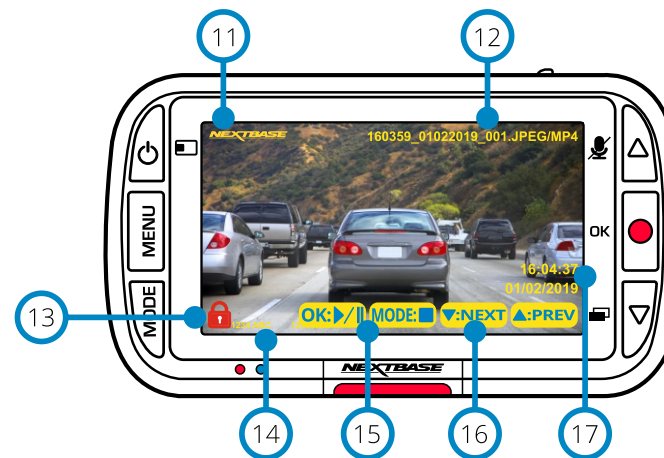 11
12
NEXTBASE
160359_01022019_001.JPEG/MP4
MENU
OK
16:04:37
01/02/2019
13
MODE
OK: ▶/II
MODE: ■
▼:NEXT
▲:PREV
NEXTBASE
14
15
16
17